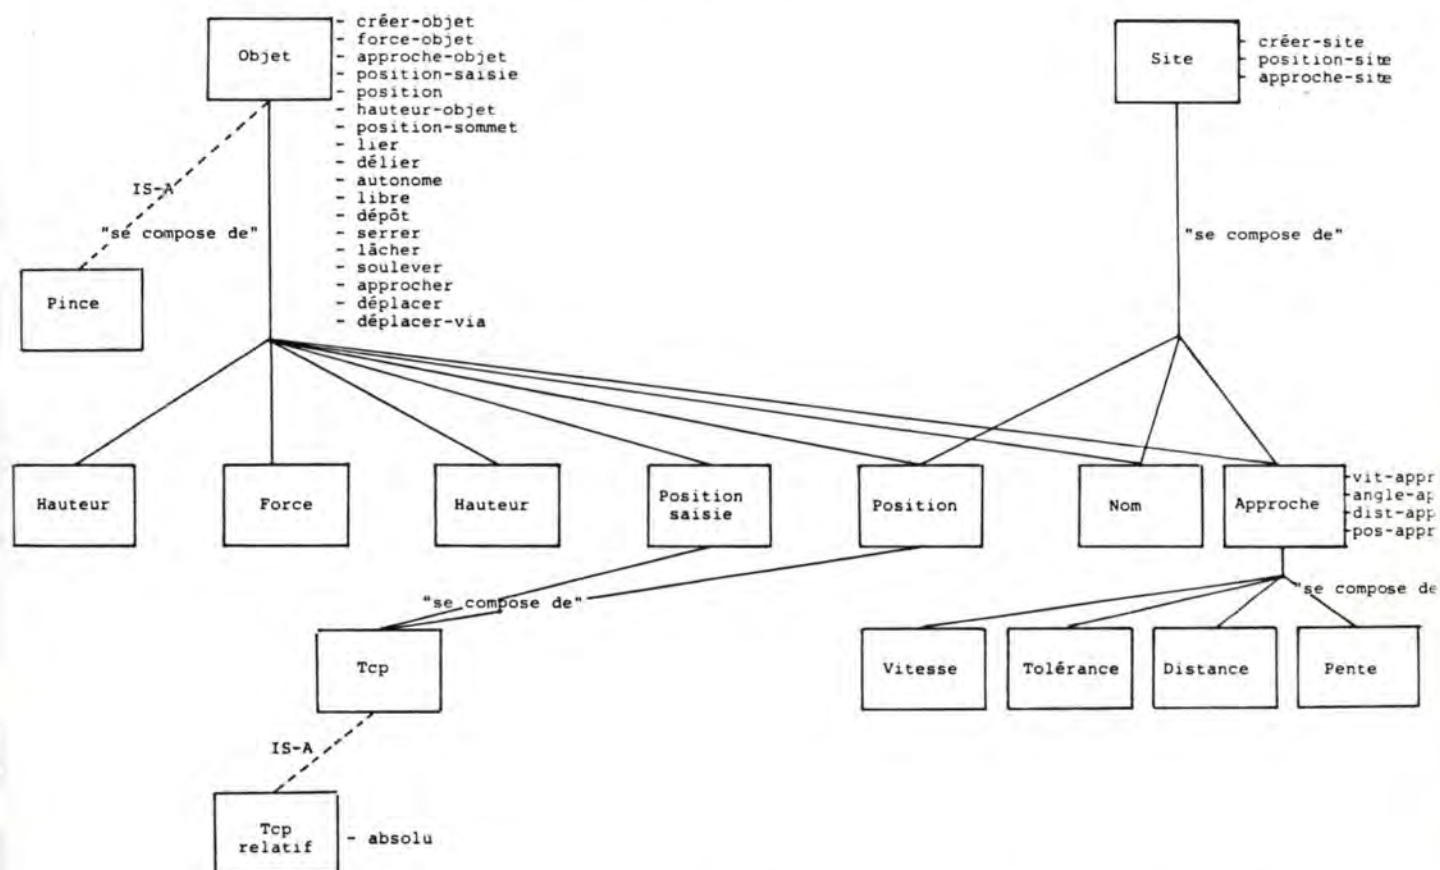 Objet
- créer-objet
- force-objet
- approche-objet
- position-saisie
- position
- hauteur-objet
- position-sommet
- lier
- délier
- autonome
- libre
- dépôt
- serrer
- lâcher
- soulever
- approcher
- déplacer
- déplacer-via
Site
- créer-site
- position-site
- approche-site
IS-A
"se compose de"
"se compose de"
Pince
Hauteur
Force
Hauteur
Position
saisie
Position
Nom
Approche
-vit-appr
-angle-ap
-dist-app
-pos-appr
"se compose de"
"se compose de
Tcp
Vitesse
Tolérance
Distance
Pente
IS-A
Tcp
relatif
- absolu